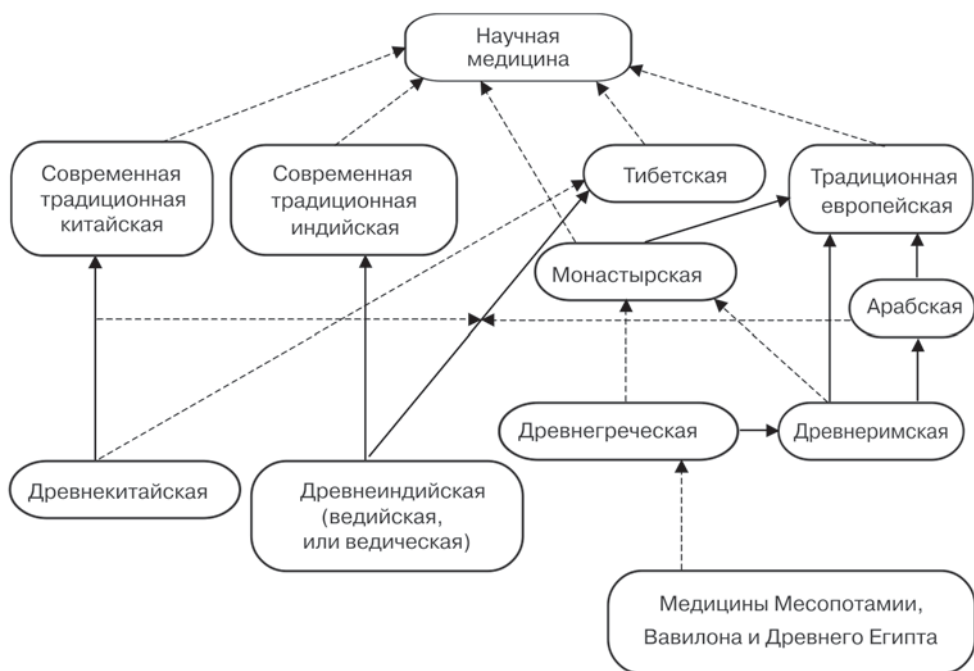 Научная
медицина
Современная
традиционная
китайская
Современная
традиционная
индийская
Тибетская
Традиционная
европейская
Монастырская
Арабская
Древнегреческая
Древнеримская
Древнекитайская
Древнеиндийская
(ведийская,
или ведическая)
Медицины Месопотамии,
Вавилона и Древнего Египта